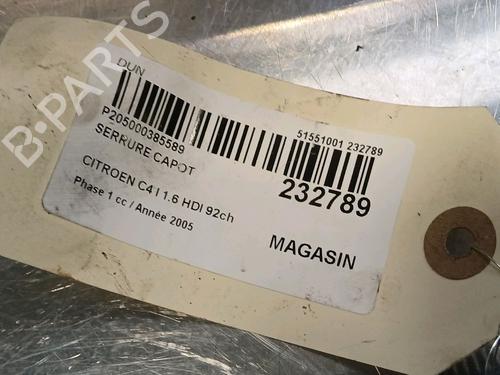 DUN
P205000385589
51551001 232789
SERRURE CAPOT
232789
CITROEN C4 I 1.6 HDI 92ch
Phase 1 cc / Année 2005
MAGASIN
B-PARTS